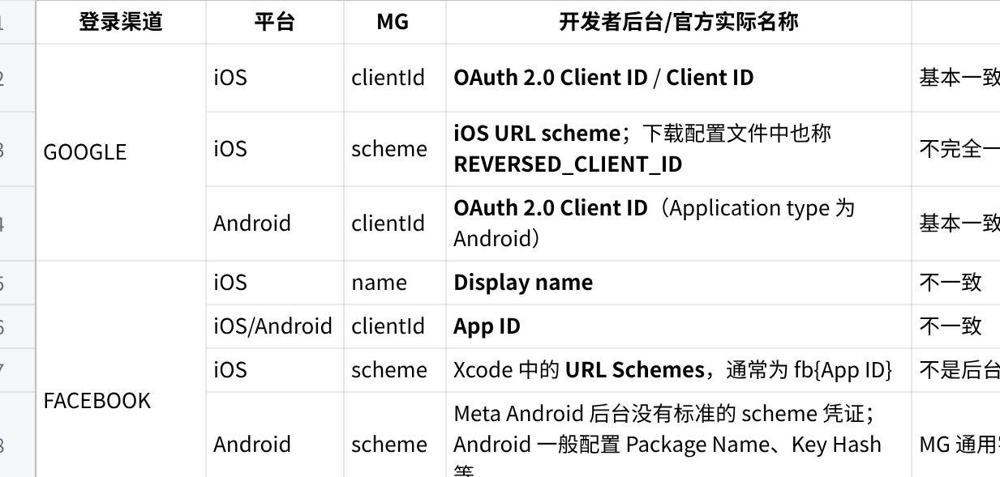 登录渠道 平台 MG 开发者后台/官方实际名称
2 iOS clientId OAuth 2.0 Client ID / Client ID 基本一致
GOOGLE
3 iOS scheme iOS URL scheme；下载配置文件中也称
REVERSED_CLIENT_ID 不完全一
4 Android clientId OAuth 2.0 Client ID（Application type 为
Android） 基本一致
5 iOS name Display name 不一致
6 iOS/Android clientId App ID 不一致
7 iOS scheme Xcode 中的 URL Schemes，通常为 fb{App ID} 不是后台
FACEBOOK
8 Android scheme Meta Android 后台没有标准的 scheme 凭证；
Android 一般配置 Package Name、Key Hash
等 MG 通用